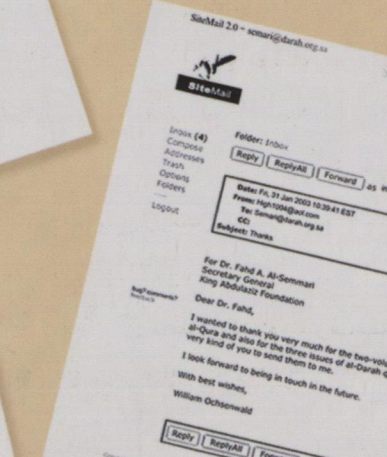 SiteMail 2.0 - semari@darah.org.sa
SiteMail
Inbox (4)
Compose
Addresses
Trash
Options
Folders
Logout
Bug? comments?
feedback
Folder: Inbox
Reply ReplyAll Forward as
Date: Fri, 31 Jan 2003 10:39:41 EST
From: High1004@aol.com
To: Semari@darah.org.sa
CC:
Subject: Thanks
For Dr. Fahd A. Al-Semmari
Secretary General
King Abdulaziz Foundation
Dear Dr. Fahd,
I wanted to thank you very much for the two-volu
al-Qura and also for the three issues of al-Darah q
very kind of you to send them to me.
I look forward to being in touch in the future.
With best wishes,
William Ochsenwald
Reply ReplyAll